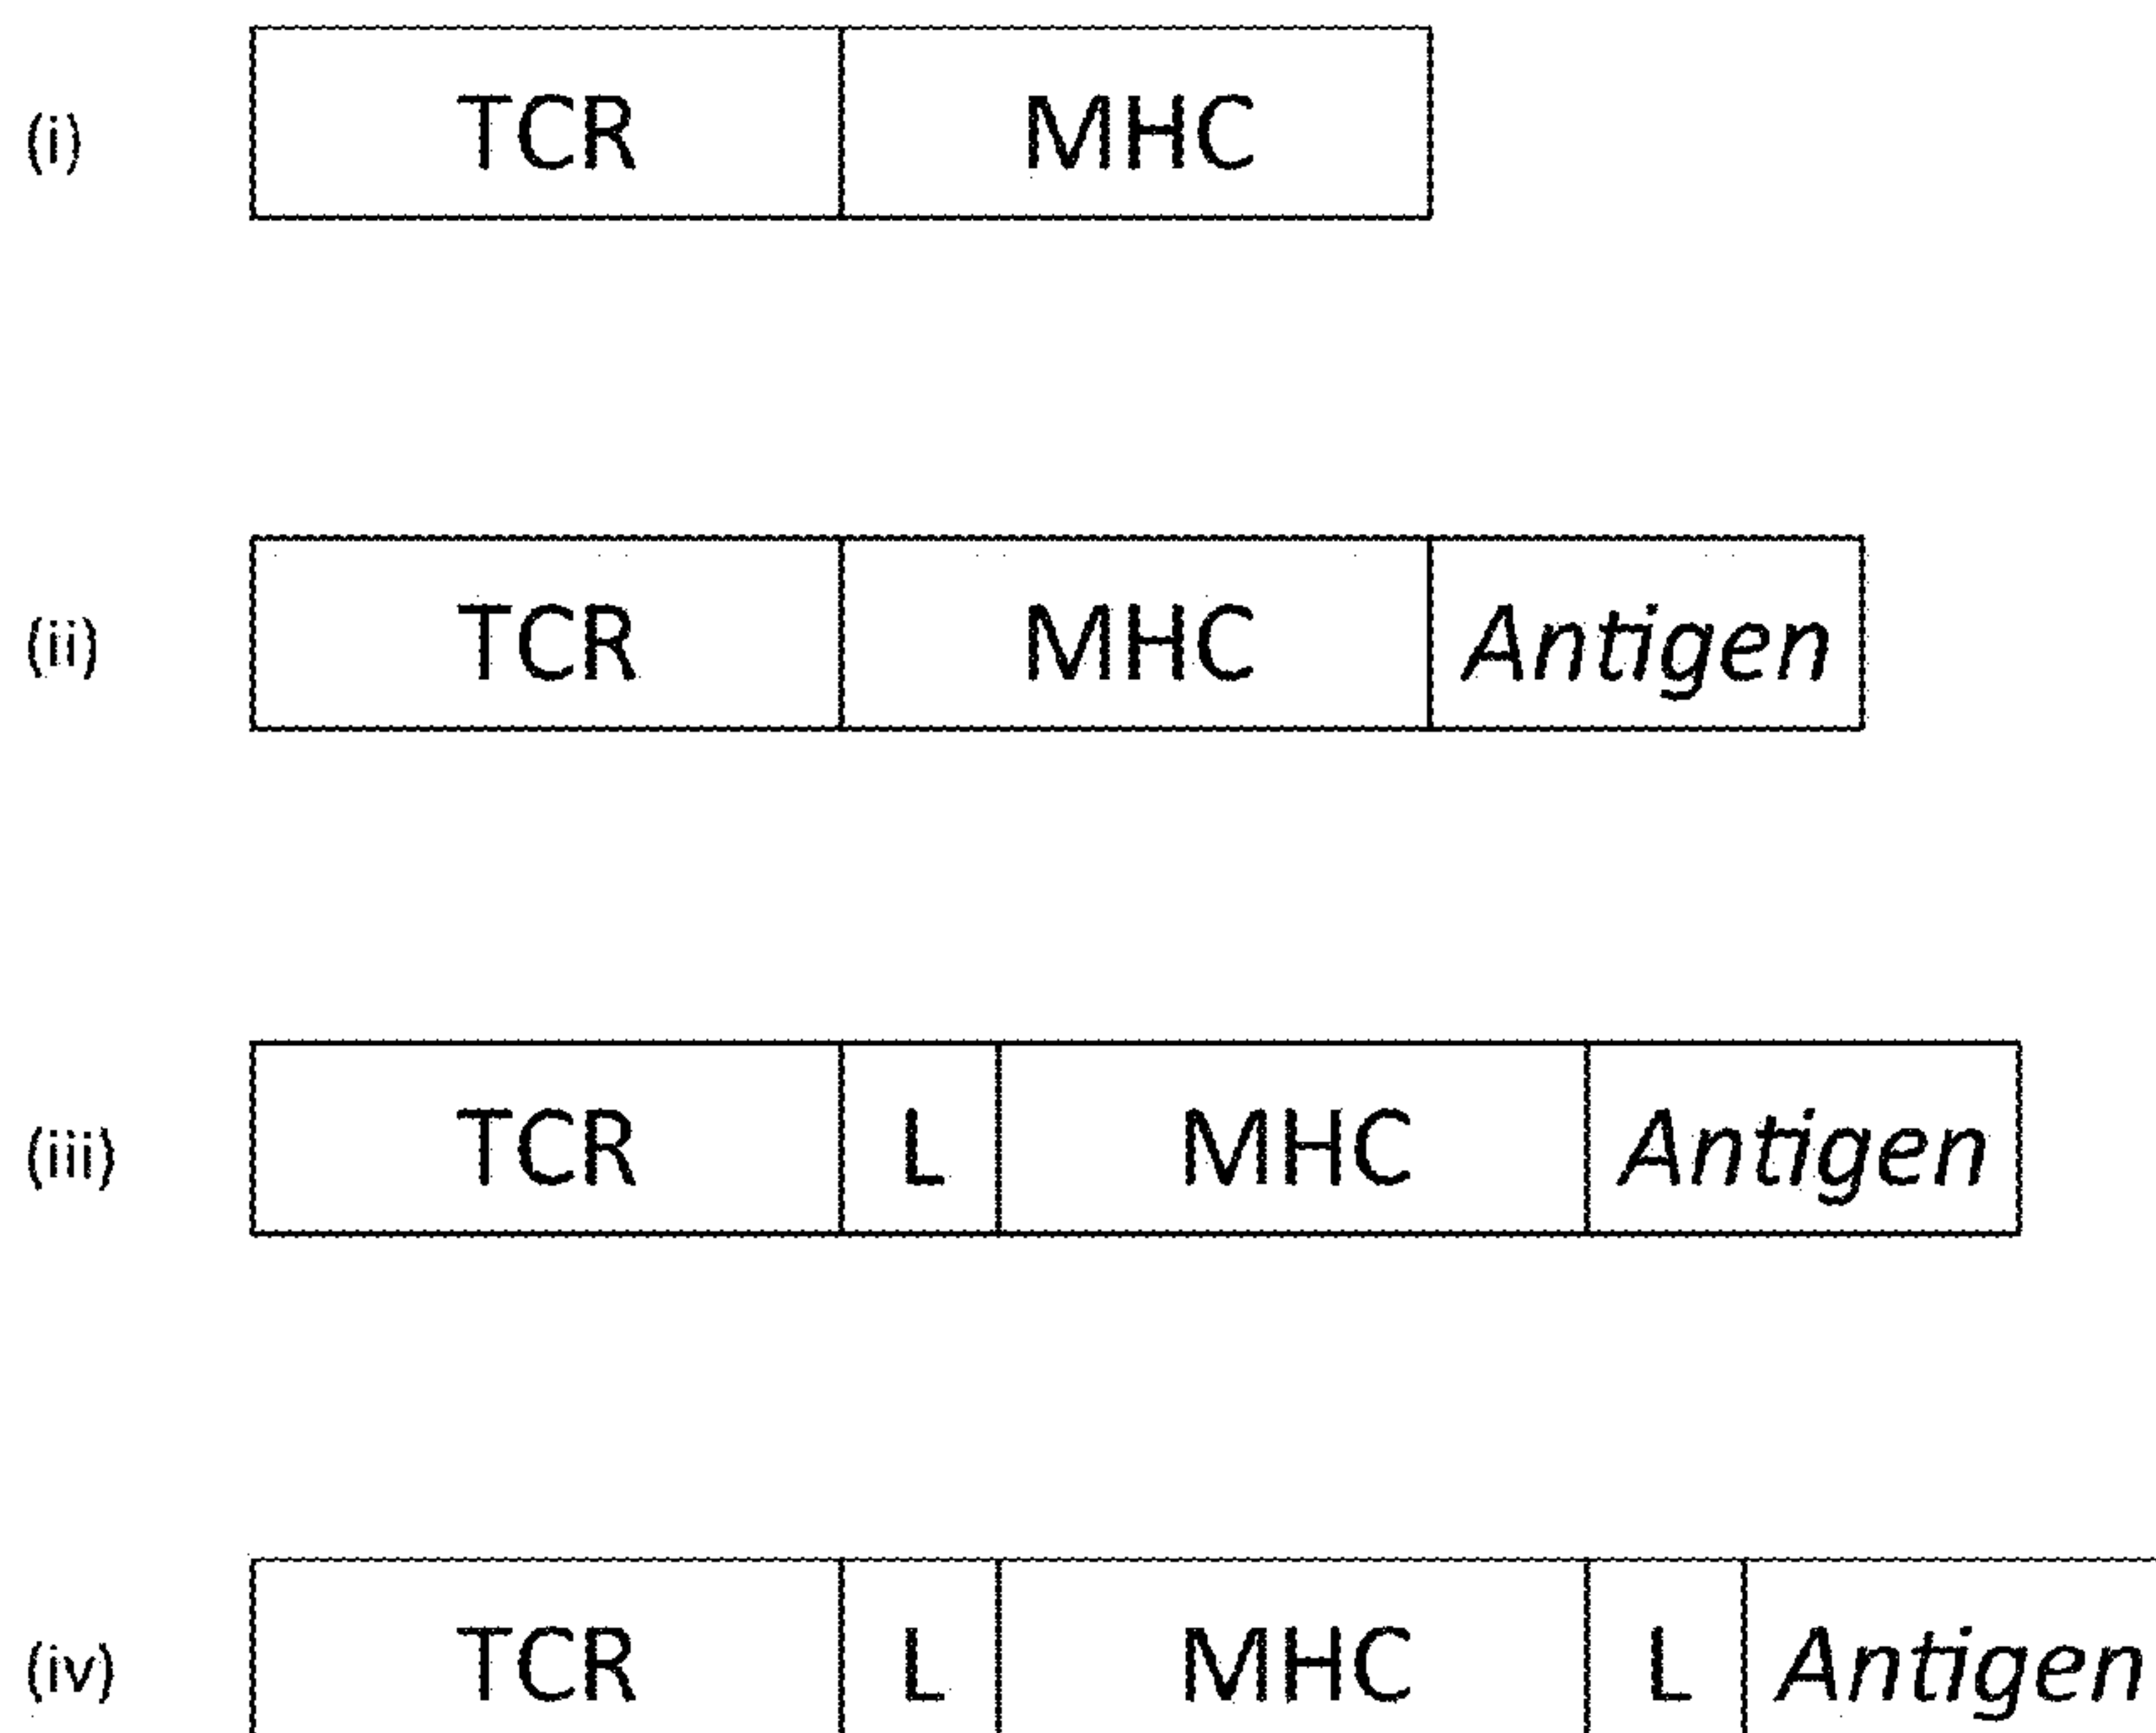 (i) TCR MHC
(ii) TCR MHC Antigen
(iii) TCR L MHC Antigen
(iv) TCR L MHC L Antigen